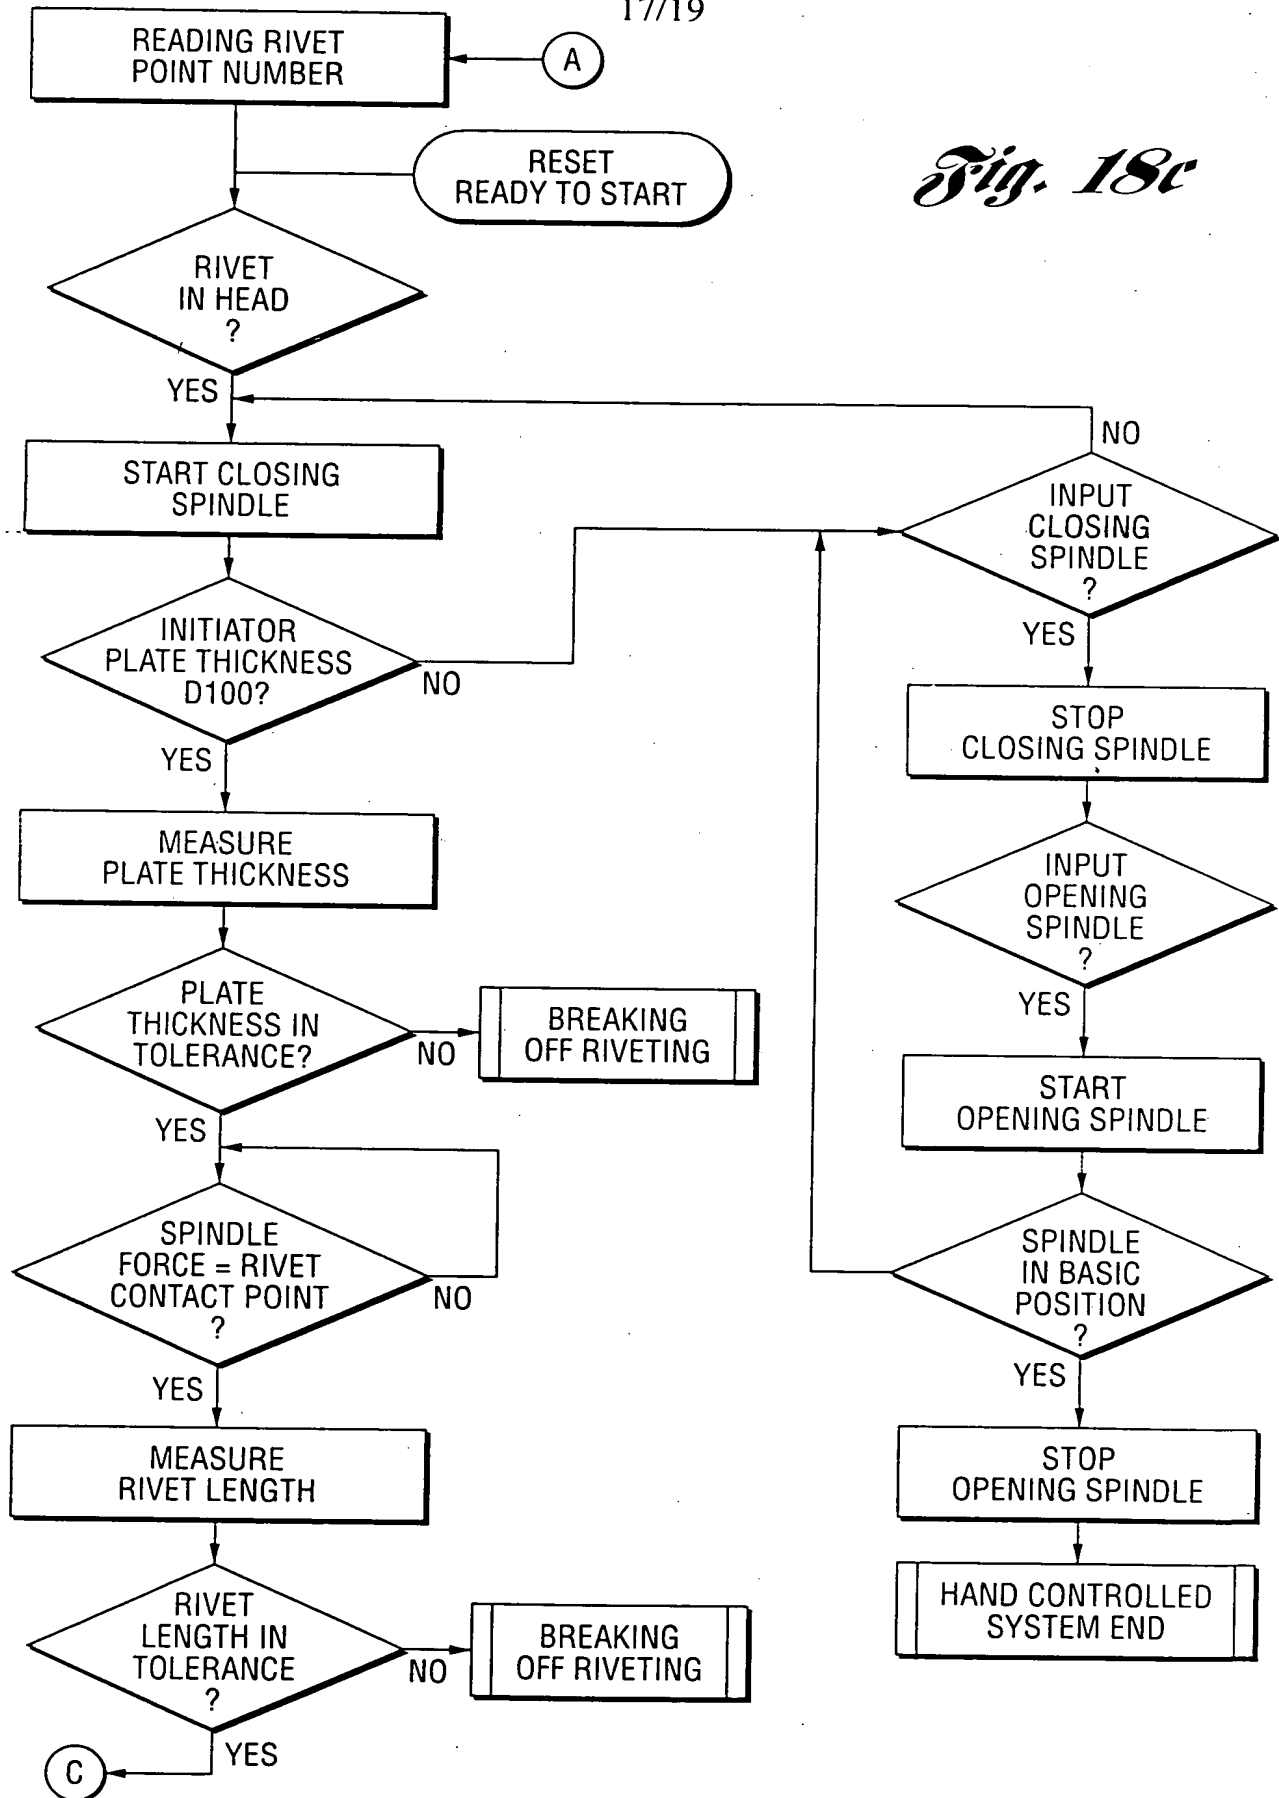 17/19
READING RIVET
POINT NUMBER
A
RESET
READY TO START
Fig. 18c
RIVET
IN HEAD
?
YES
START CLOSING
SPINDLE
INITIATOR
PLATE THICKNESS
D100?
NO
YES
MEASURE
PLATE THICKNESS
PLATE
THICKNESS IN
TOLERANCE?
NO
BREAKING
OFF RIVETING
YES
SPINDLE
FORCE = RIVET
CONTACT POINT
?
NO
YES
MEASURE
RIVET LENGTH
RIVET
LENGTH IN
TOLERANCE
?
NO
BREAKING
OFF RIVETING
YES
C
NO
INPUT
CLOSING
SPINDLE
?
YES
STOP
CLOSING SPINDLE
INPUT
OPENING
SPINDLE
?
YES
START
OPENING SPINDLE
SPINDLE
IN BASIC
POSITION
?
YES
STOP
OPENING SPINDLE
HAND CONTROLLED
SYSTEM END